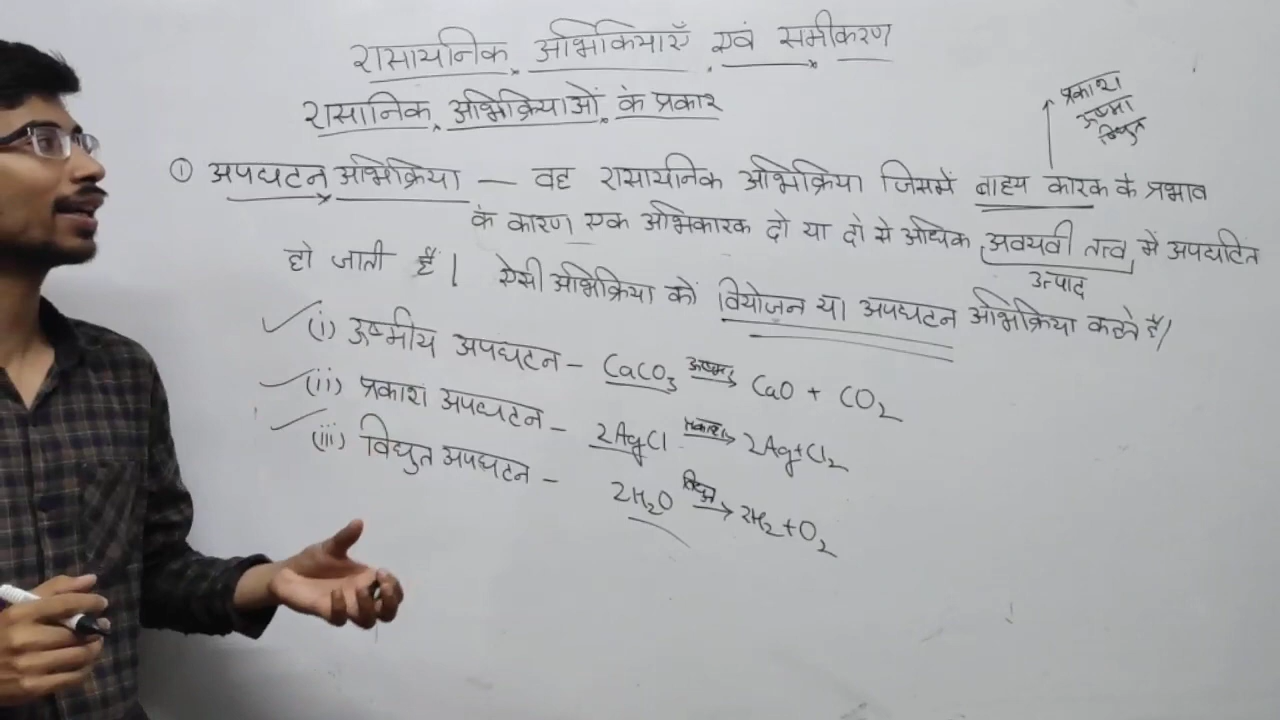 रासायनिक अभिकियाएँ एवं समीकरण
रासानिक अभिक्रियाओं के प्रकार
प्रकाश
ऊष्मा
विधुत
① अपघटन अभिक्रिया — वह रासायनिक अभिक्रिया जिसमें बाह्य कारक के प्रभाव
के कारण एक अभिकारक दो या दो से अधिक अवयवी तत्व में अपघटित
उत्पाद
हो जाती हैं। ऐसी अभिक्रिया को वियोजन या अपघटन अभिक्रिया कहते हैं।
(i) ऊष्मीय अपघटन – CaCO₃ ऊष्मा→ CaO + CO₂
(ii) प्रकाश अपघटन – 2AgCl प्रकाश→ 2Ag+Cl₂
(iii) विद्युत अपघटन – 2H₂O विद्युत→ 2H₂+O₂